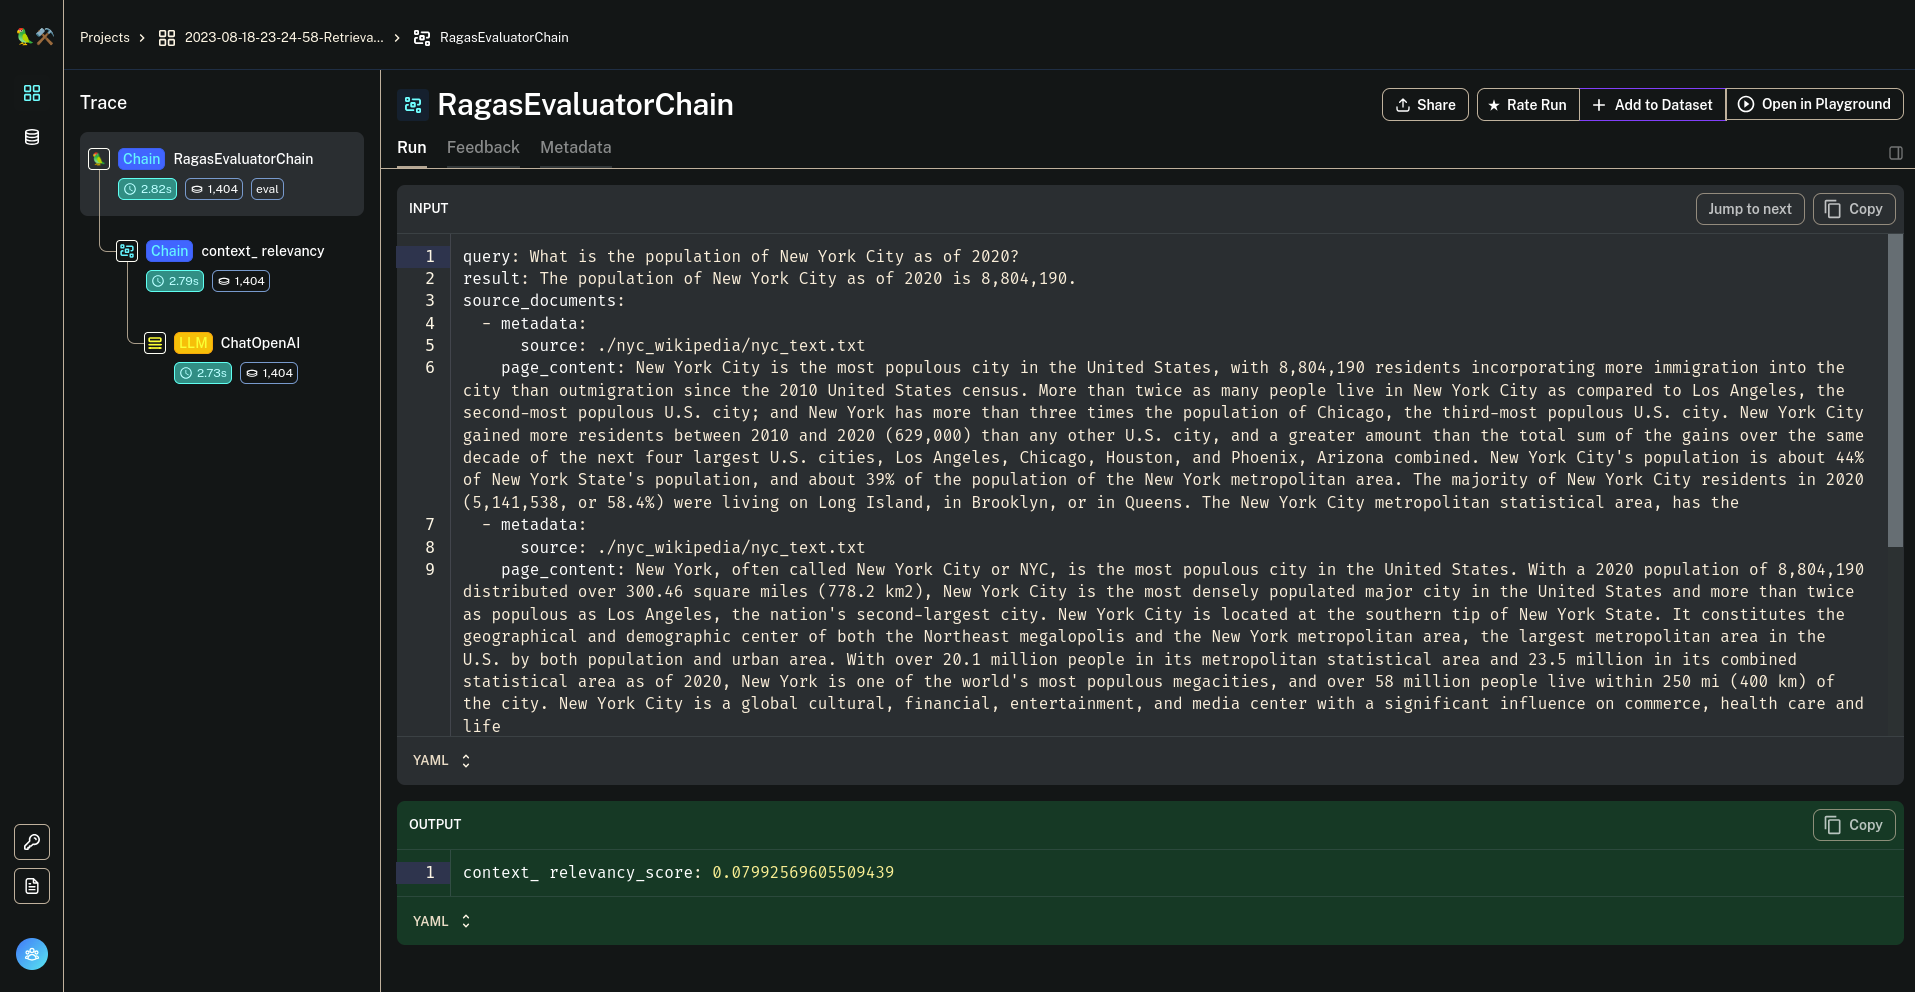 Projects
2023-08-18-23-24-58-Retrieva...
RagasEvaluatorChain
Trace
Chain RagasEvaluatorChain
2.82s 1,404 eval
Chain context_ relevancy
2.79s 1,404
LLM ChatOpenAI
2.73s 1,404
RagasEvaluatorChain
Share
Rate Run
Add to Dataset
Open in Playground
Run Feedback Metadata
INPUT
Jump to next
Copy
1 query: What is the population of New York City as of 2020?
2 result: The population of New York City as of 2020 is 8,804,190.
3 source_documents:
4 - metadata:
5 source: ./nyc_wikipedia/nyc_text.txt
6 page_content: New York City is the most populous city in the United States, with 8,804,190 residents incorporating more immigration into the
city than outmigration since the 2010 United States census. More than twice as many people live in New York City as compared to Los Angeles, the
second-most populous U.S. city; and New York has more than three times the population of Chicago, the third-most populous U.S. city. New York City
gained more residents between 2010 and 2020 (629,000) than any other U.S. city, and a greater amount than the total sum of the gains over the same
decade of the next four largest U.S. cities, Los Angeles, Chicago, Houston, and Phoenix, Arizona combined. New York City's population is about 44%
of New York State's population, and about 39% of the population of the New York metropolitan area. The majority of New York City residents in 2020
(5,141,538, or 58.4%) were living on Long Island, in Brooklyn, or in Queens. The New York City metropolitan statistical area, has the
7 - metadata:
8 source: ./nyc_wikipedia/nyc_text.txt
9 page_content: New York, often called New York City or NYC, is the most populous city in the United States. With a 2020 population of 8,804,190
distributed over 300.46 square miles (778.2 km2), New York City is the most densely populated major city in the United States and more than twice
as populous as Los Angeles, the nation's second-largest city. New York City is located at the southern tip of New York State. It constitutes the
geographical and demographic center of both the Northeast megalopolis and the New York metropolitan area, the largest metropolitan area in the
U.S. by both population and urban area. With over 20.1 million people in its metropolitan statistical area and 23.5 million in its combined
statistical area as of 2020, New York is one of the world's most populous megacities, and over 58 million people live within 250 mi (400 km) of
the city. New York City is a global cultural, financial, entertainment, and media center with a significant influence on commerce, health care and
life
YAML
OUTPUT
Copy
1 context_ relevancy_score: 0.07992569605509439
YAML